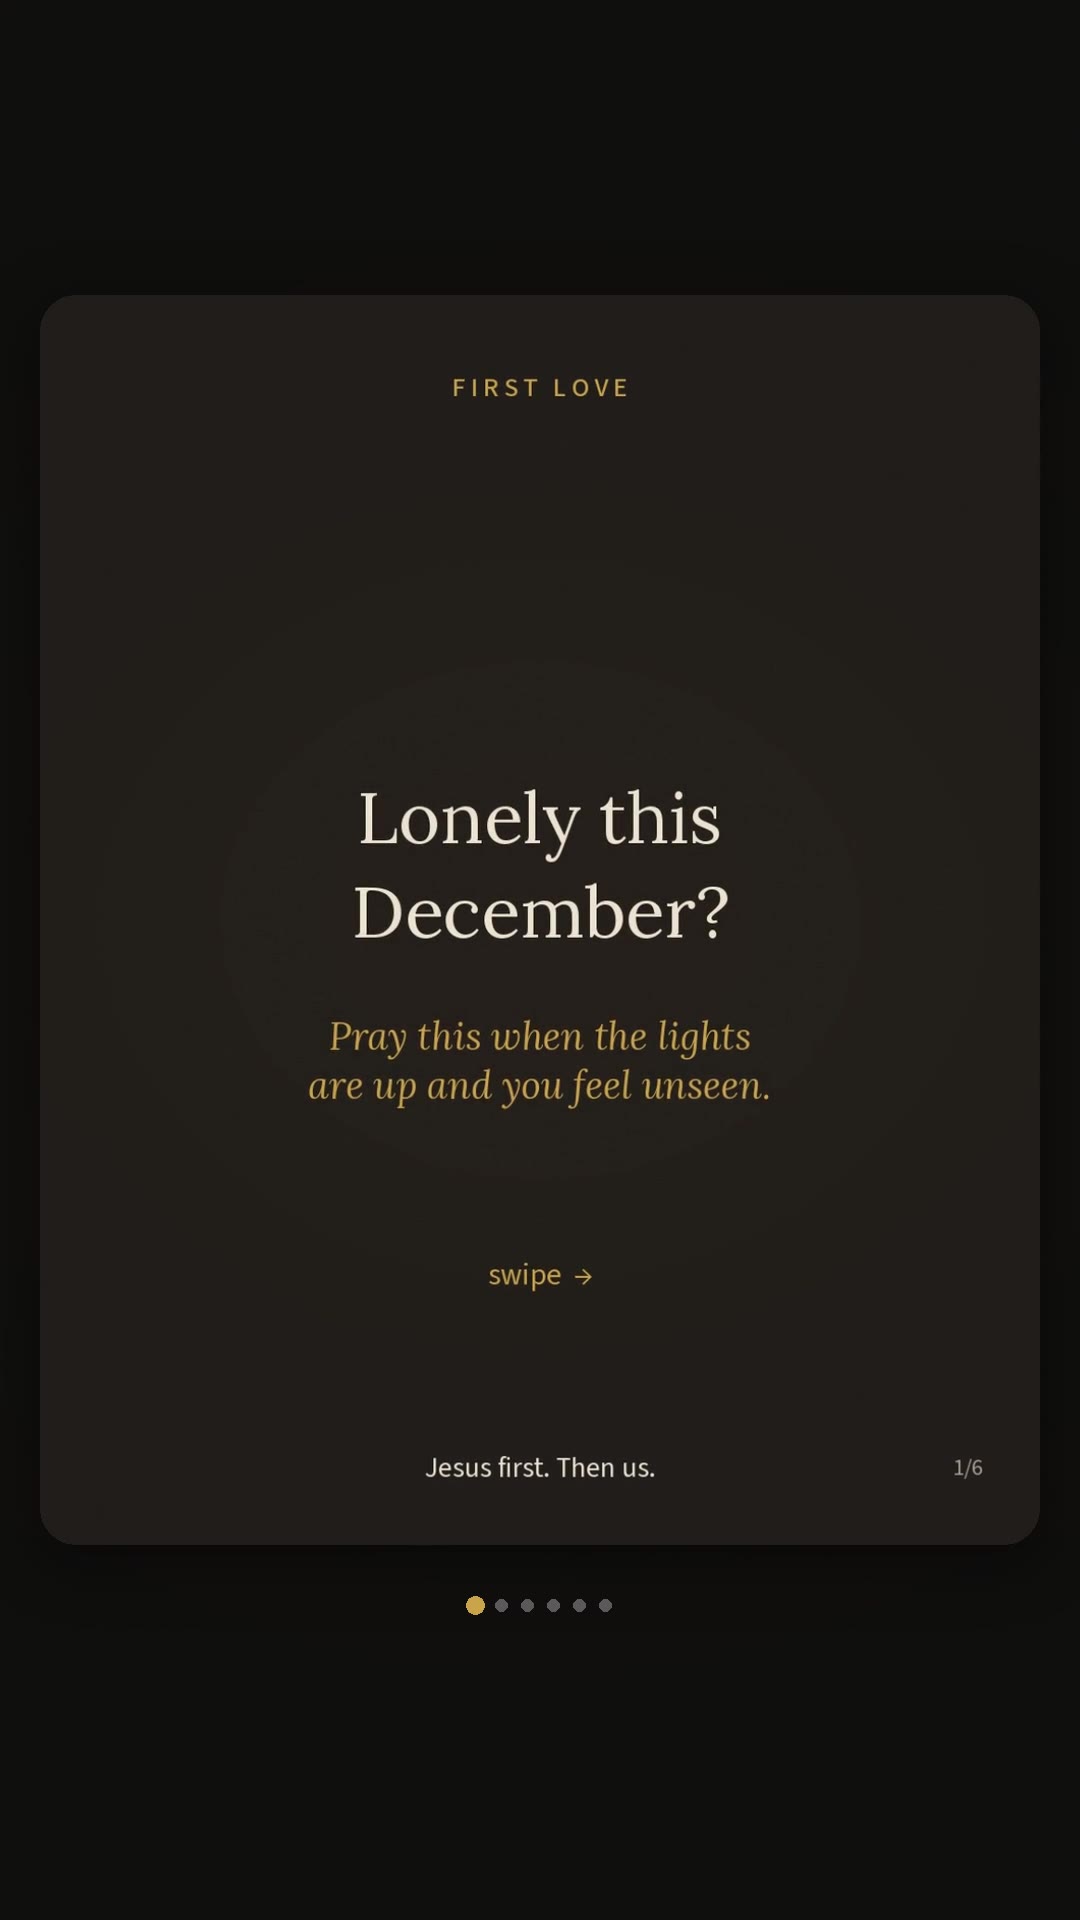 FIRST LOVE
Lonely this
December?
Pray this when the lights
are up and you feel unseen.
swipe →
Jesus first. Then us.
1/6